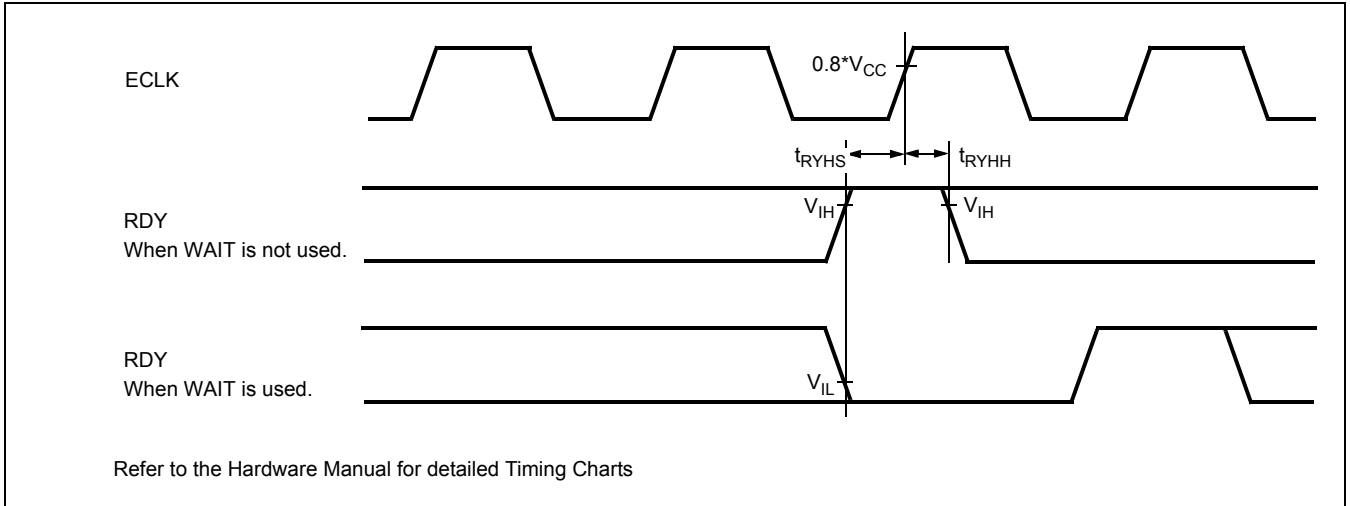 ECLK
0.8*VCC
tRYHS
tRYHH
VIH
VIH
RDY
When WAIT is not used.
RDY
When WAIT is used.
VIL
Refer to the Hardware Manual for detailed Timing Charts